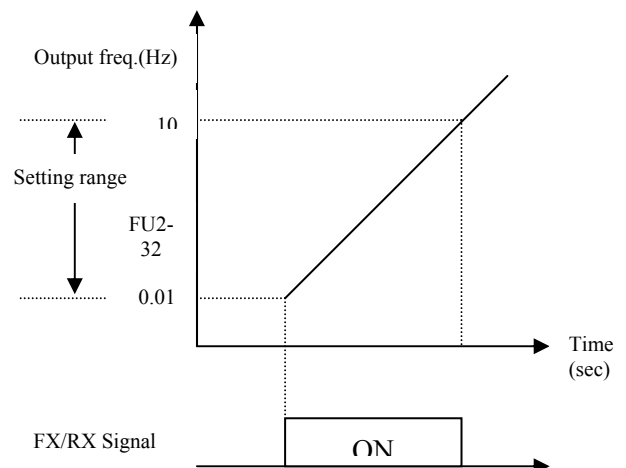 Output freq.(Hz)
10
Setting range
FU2-
32
0.01
Time
(sec)
FX/RX Signal
ON